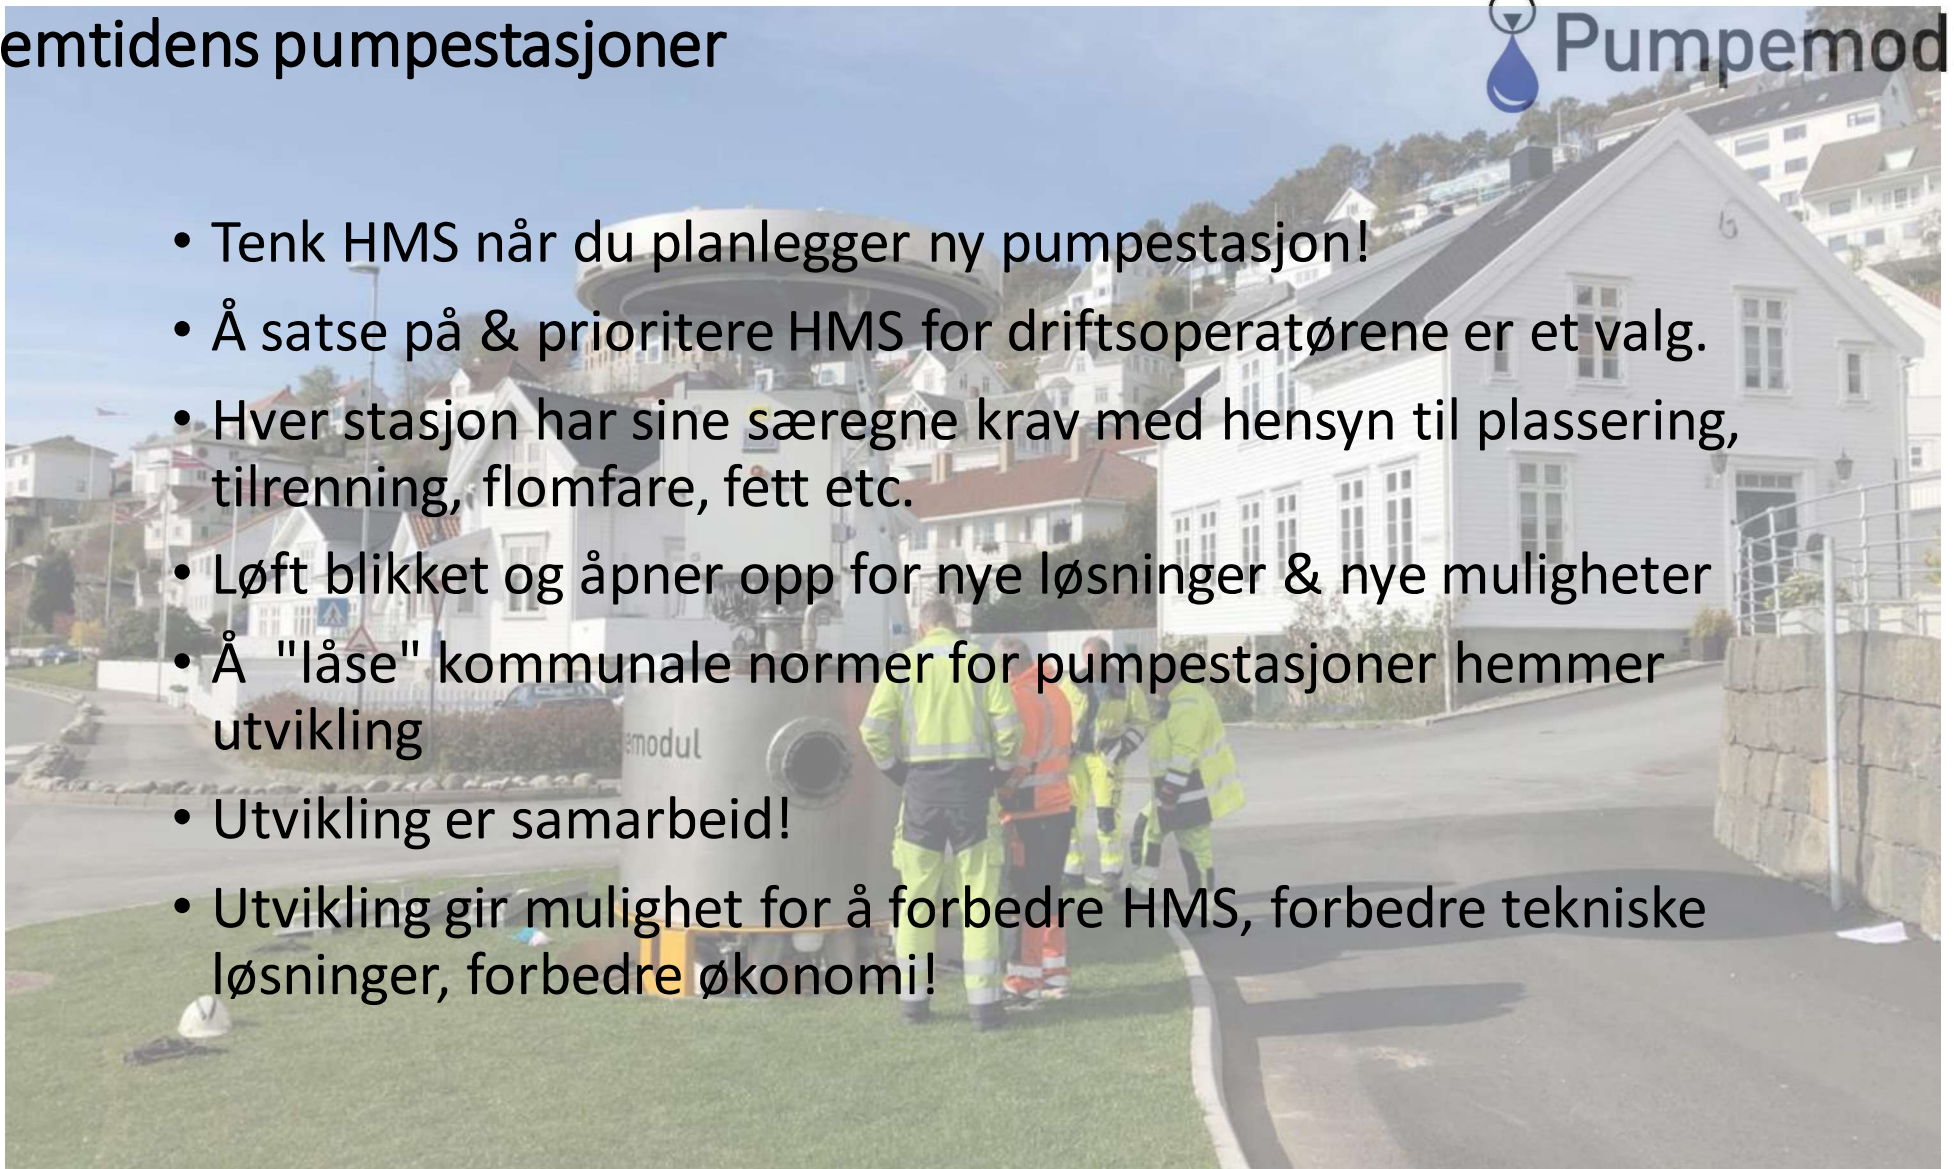 emtidens pumpestasjoner
Pumpemod
• Tenk HMS når du planlegger ny pumpestasjon!
• Å satse på & prioritere HMS for driftsoperatørene er et valg.
• Hver stasjon har sine særegne krav med hensyn til plassering,
tilrenning, flomfare, fett etc.
• Løft blikket og åpner opp for nye løsninger & nye muligheter
• Å "låse" kommunale normer for pumpestasjoner hemmer
utvikling
emodul
• Utvikling er samarbeid!
• Utvikling gir mulighet for å forbedre HMS, forbedre tekniske
løsninger, forbedre økonomi!